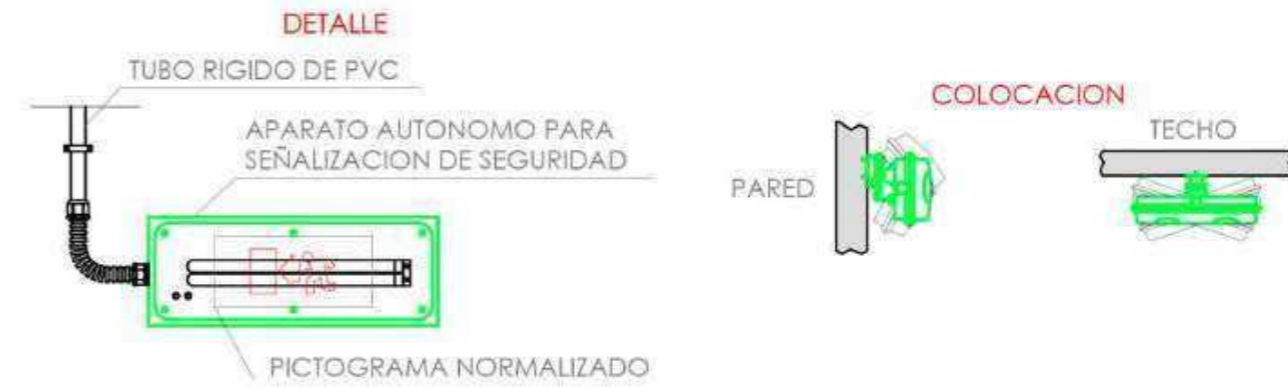 DETALLE
TUBO RIGIDO DE PVC
APARATO AUTONOMO PARA
SEÑALIZACION DE SEGURIDAD
PICTOGRAMA NORMALIZADO
COLOCACION
PARED
TECHO